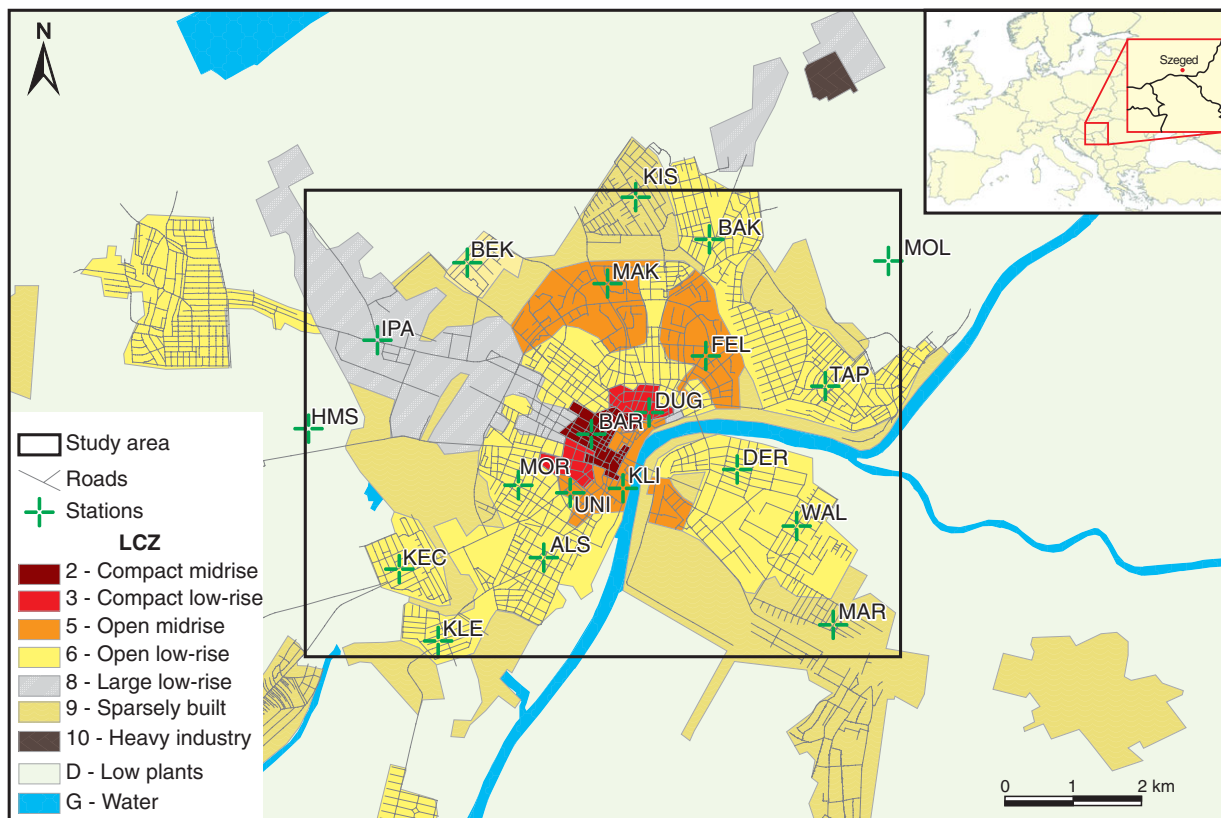 N
Szeged
KIS
BAK
MOL
BEK
MAK
IPA
FEL
TAP
HMS
DUG
BAR
DER
MOR
KLI
UNI
WAL
ALS
KEC
MAR
KLE
Study area
Roads
Stations
LCZ
2 - Compact midrise
3 - Compact low-rise
5 - Open midrise
6 - Open low-rise
8 - Large low-rise
9 - Sparsely built
10 - Heavy industry
D - Low plants
G - Water
0 1 2 km